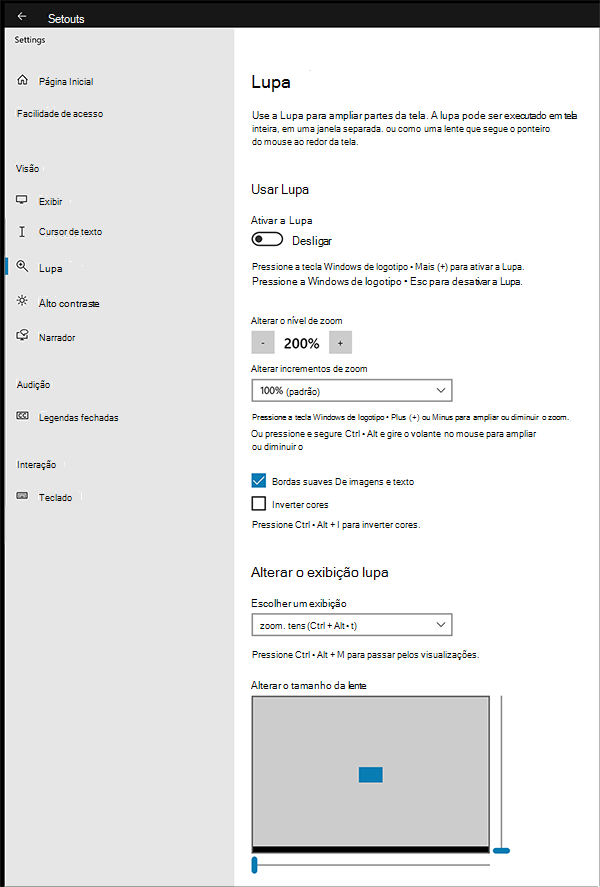 Setouts
Settings
Página Inicial
Facilidade de acesso
Visão
Exibir
Cursor de texto
Lupa
Alto contraste
Narrador
Audição
Legendas fechadas
Interação
Teclado
Lupa
Use a Lupa para ampliar partes da tela. A lupa pode ser executado em tela
inteira, em uma janela separada. ou como uma lente que segue o ponteiro
do mouse ao redor da tela.
Usar Lupa
Ativar a Lupa
Desligar
Pressione a tecla Windows de logotipo • Mais (+) para ativar a Lupa.
Pressione a Windows de logotipo • Esc para desativar a Lupa.
Alterar o nível de zoom
- 200% +
Alterar incrementos de zoom
100% (padrão)
Pressione a tecla Windows de logotipo • Plus (+) ou Minus para ampliar ou diminuir o zoom.
Ou pressione e segure Ctrl • Alt e gire o volante no mouse para ampliar
ou diminuir o
Bordas suaves De imagens e texto
Inverter cores
Pressione Ctrl • Alt + I para inverter cores.
Alterar o exibição lupa
Escolher um exibição
zoom. tens (Ctrl + Alt • t)
Pressione Ctrl • Alt + M para passar pelos visualizações.
Alterar o tamanho da lente